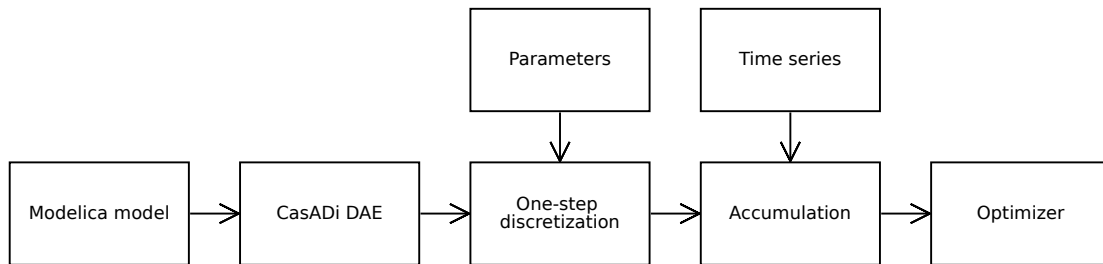 Parameters
Time series
Modelica model
CasADi DAE
One-step
discretization
Accumulation
Optimizer